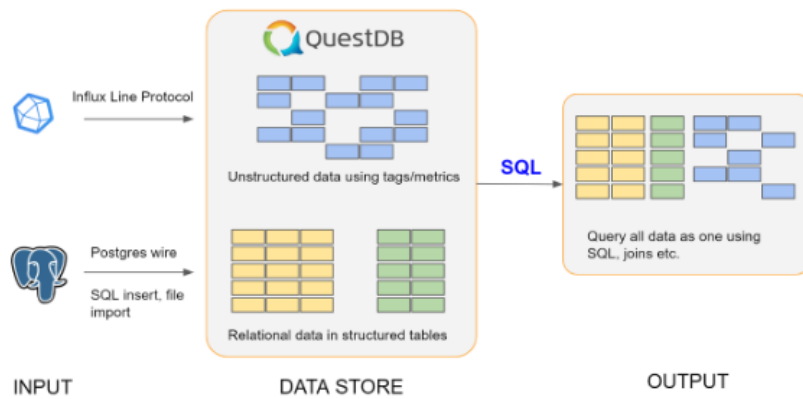 QuestDB
Influx Line Protocol
Unstructured data using tags/metrics
SQL
Postgres wire
SQL insert, file
import
Relational data in structured tables
Query all data as one using
SQL, joins etc.
INPUT
DATA STORE
OUTPUT